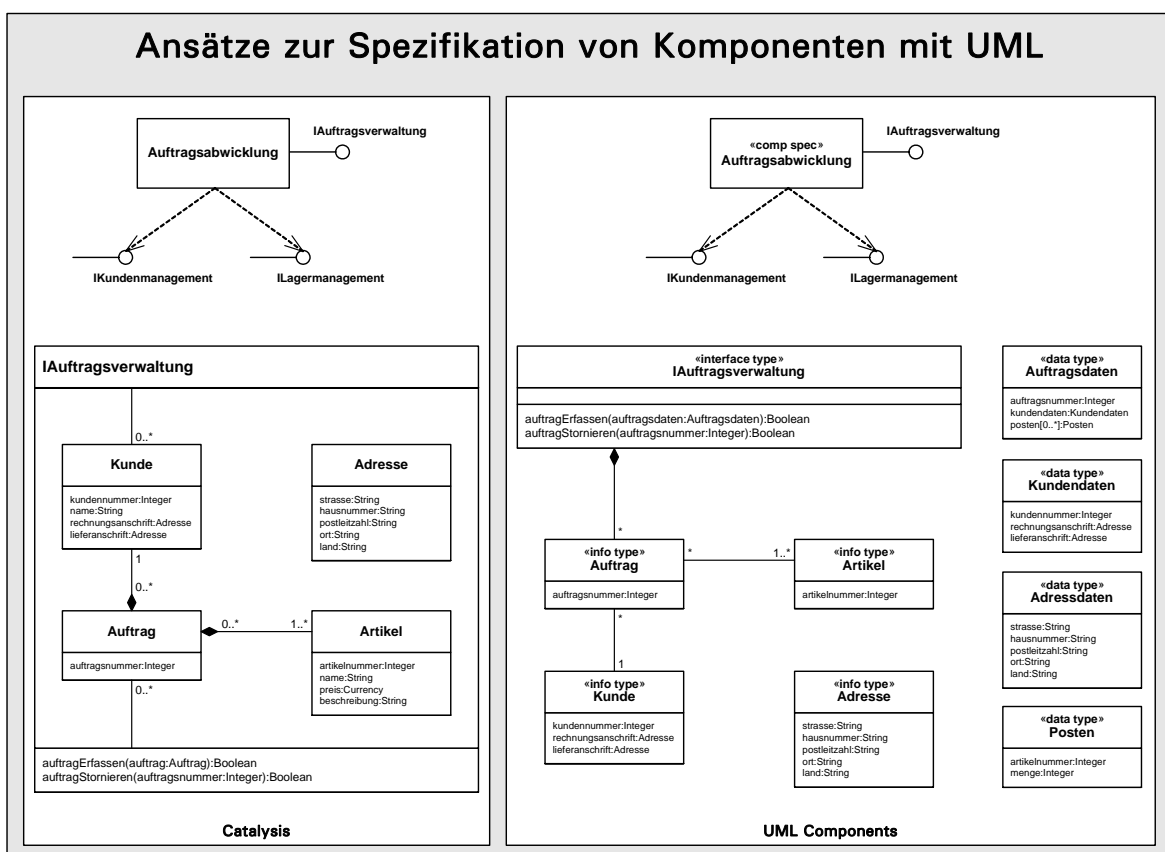 Ansätze zur Spezifikation von Komponenten mit UML
Auftragsabwicklung
IAuftragsverwaltung
IKundenmanagement
ILagermanagement
IAuftragsverwaltung
0..*
Kunde
kundennummer:Integer
name:String
rechnungsanschrift:Adresse
lieferanschrift:Adresse
Adresse
strasse:String
hausnummer:String
postleitzahl:String
ort:String
land:String
1
0..*
Auftrag
auftragsnummer:Integer
0..*
1..*
Artikel
artikelnummer:Integer
name:String
preis:Currency
beschreibung:String
0..*
auftragErfassen(auftrag:Auftrag):Boolean
auftragStornieren(auftragsnummer:Integer):Boolean
Catalysis
«comp spec»
Auftragsabwicklung
IAuftragsverwaltung
IKundenmanagement
ILagermanagement
«interface type»
IAuftragsverwaltung
auftragErfassen(auftragsdaten:Auftragsdaten):Boolean
auftragStornieren(auftragsnummer:Integer):Boolean
*
«info type»
Auftrag
auftragsnummer:Integer
*
1..*
«info type»
Artikel
artikelnummer:Integer
*
1
«info type»
Kunde
kundennummer:Integer
rechnungsanschrift:Adresse
lieferanschrift:Adresse
«info type»
Adresse
strasse:String
hausnummer:String
postleitzahl:String
ort:String
land:String
«data type»
Auftragsdaten
auftragsnummer:Integer
kundendaten:Kundendaten
posten[0..*]:Posten
«data type»
Kundendaten
kundennummer:Integer
rechnungsanschrift:Adresse
lieferanschrift:Adresse
«data type»
Adressdaten
strasse:String
hausnummer:String
postleitzahl:String
ort:String
land:String
«data type»
Posten
artikelnummer:Integer
menge:Integer
UML Components